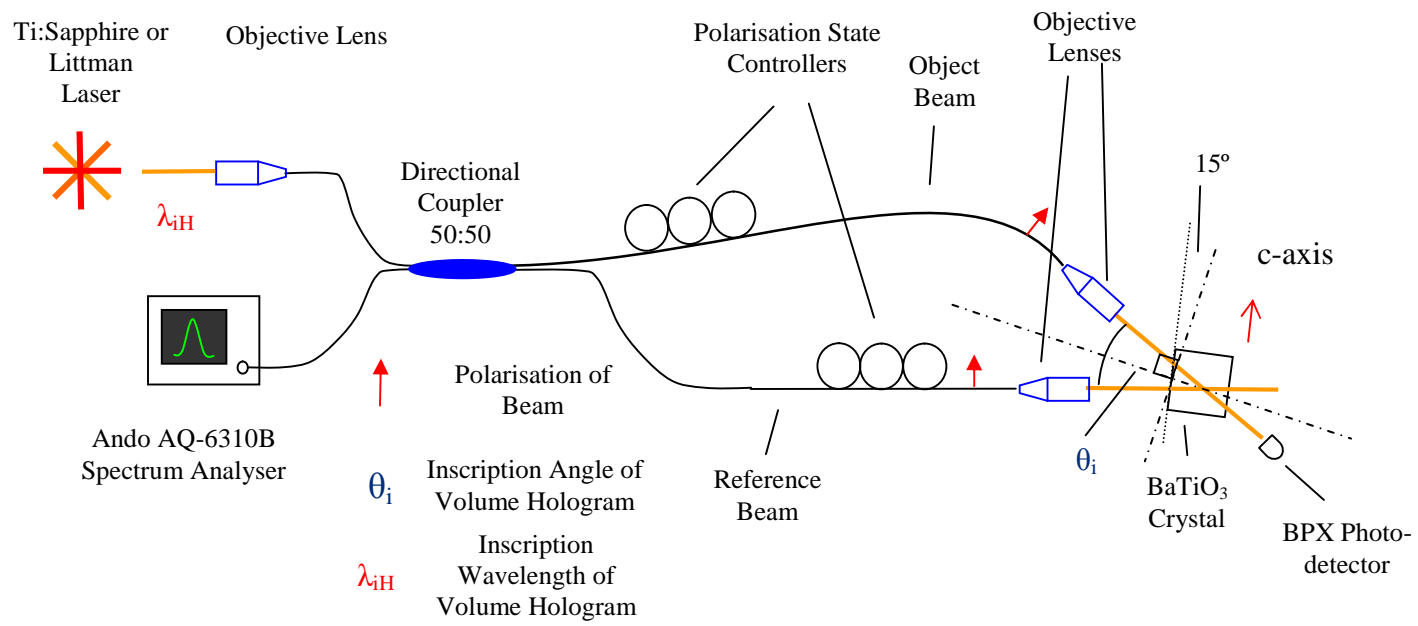 Ti:Sapphire or
Littman
Laser
Objective Lens
Polarisation State
Controllers
Object
Beam
Objective
Lenses
15º
c-axis
λiH
Directional
Coupler
50:50
Ando AQ-6310B
Spectrum Analyser
Polarisation of
Beam
θi
Inscription Angle of
Volume Hologram
λiH
Inscription
Wavelength of
Volume Hologram
Reference
Beam
θi
BaTiO3
Crystal
BPX Photo-
detector